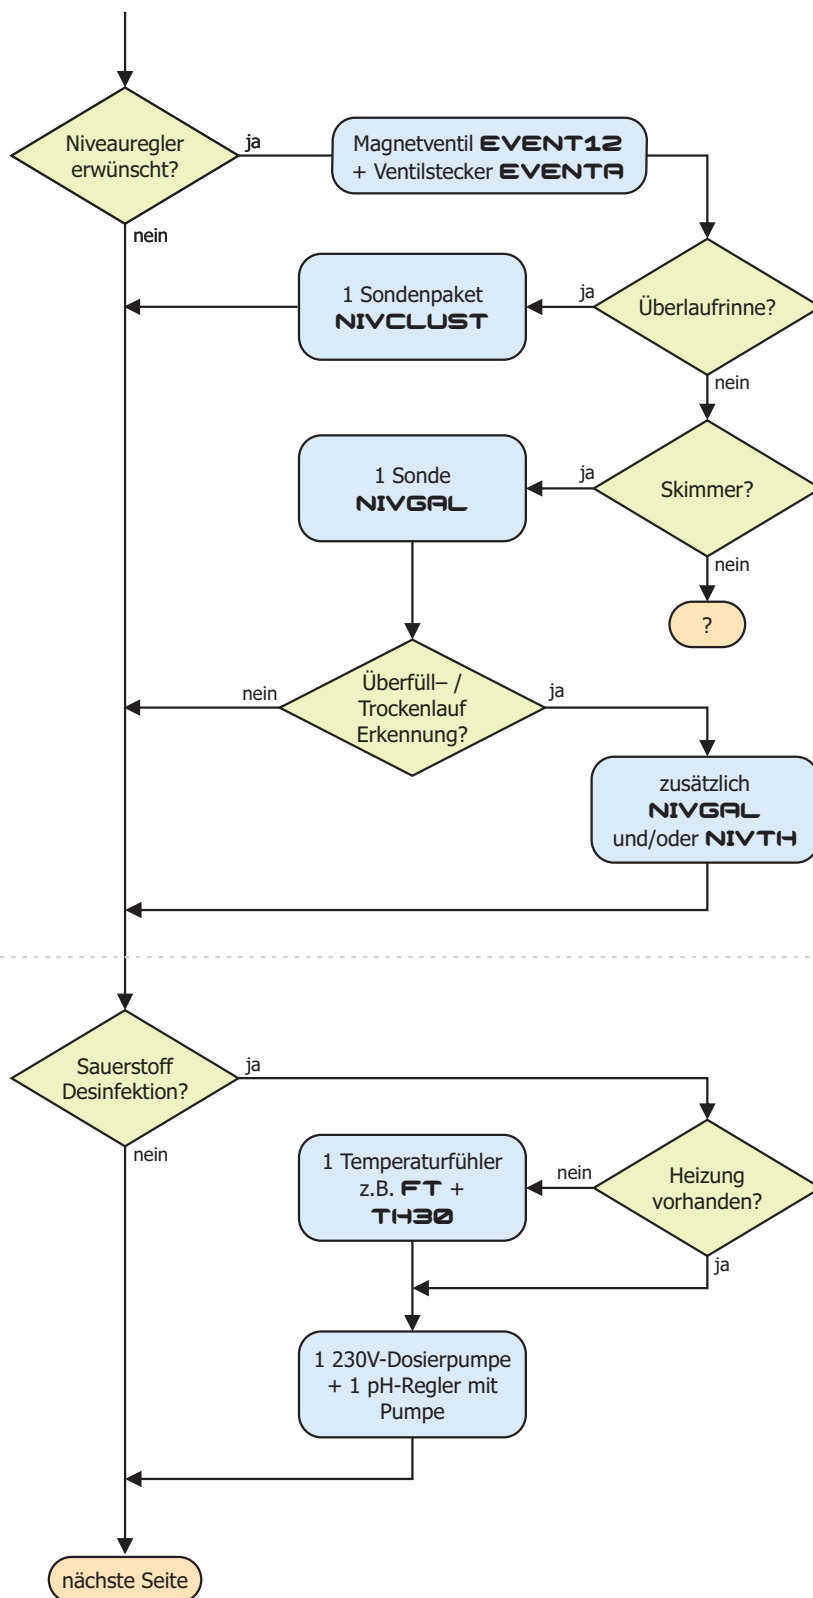 Niveauregler
erwünscht?
ja
Magnetventil EVENT12
+ Ventilstecker EVENTA
nein
1 Sondenpaket
NIVCLUST
ja
Überlaufrinne?
nein
1 Sonde
NIVGAL
ja
Skimmer?
nein
?
nein
Überfüll– /
Trockenlauf
Erkennung?
ja
zusätzlich
NIVGAL
und/oder NIVTH
Sauerstoff
Desinfektion?
ja
nein
1 Temperaturfühler
z.B. FT +
TH30
nein
Heizung
vorhanden?
ja
1 230V-Dosierpumpe
+ 1 pH-Regler mit
Pumpe
nächste Seite